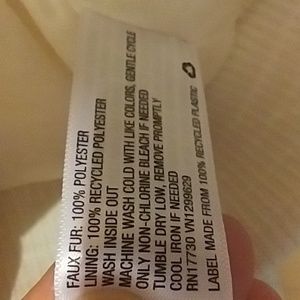 FAUX FUR: 100% POLYESTER
LINING: 100% RECYCLED POLYESTER
WASH INSIDE OUT
MACHINE WASH COLD WITH LIKE COLORS, GENTLE CYCLE
ONLY NON-CHLORINE BLEACH IF NEEDED
TUMBLE DRY LOW, REMOVE PROMPTLY
COOL IRON IF NEEDED
RN17730 VN1299629
LABEL MADE FROM 100% RECYCLED PLASTIC